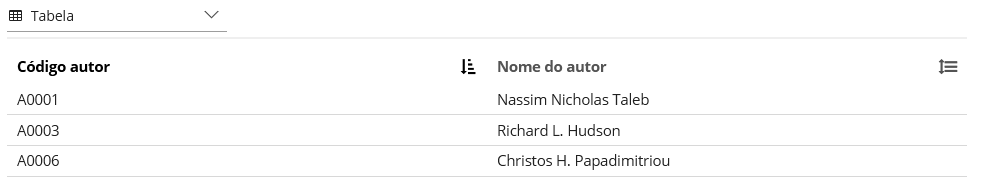 Tabela
Código autor Nome do autor
A0001 Nassim Nicholas Taleb
A0003 Richard L. Hudson
A0006 Christos H. Papadimitriou